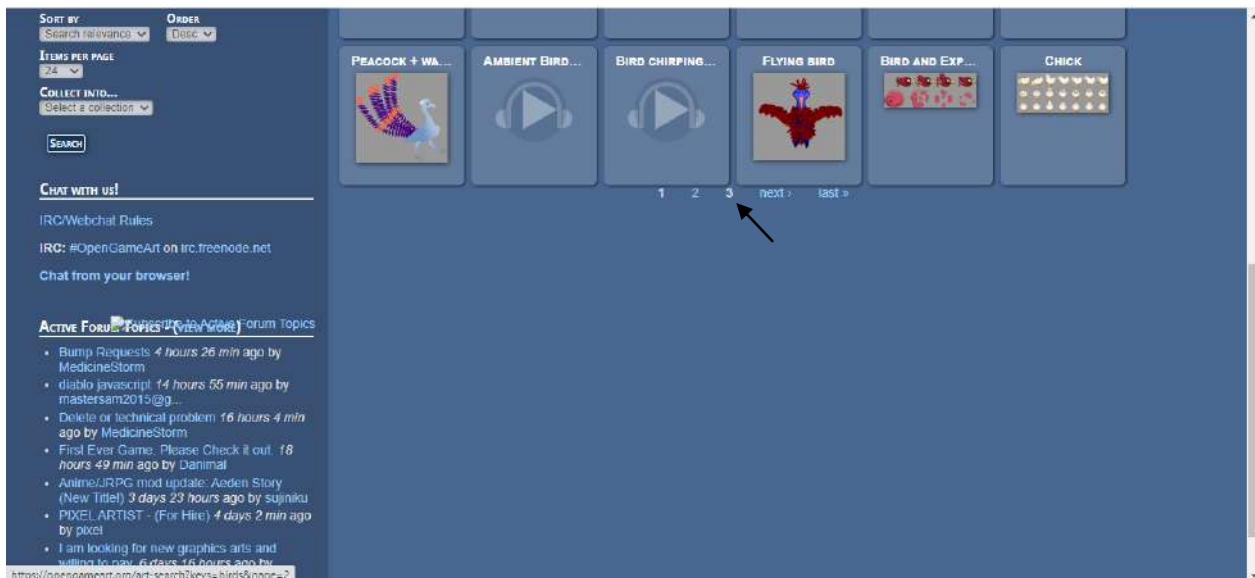 Sort by Order
Search relevance Desc
Items per page
24
Collect into...
Select a collection
Search
Chat with us!
IRC/Webchat Rules
IRC: #OpenGameArt on irc.freenode.net
Chat from your browser!
Active Forum Topics - (view more)
Subscribe to Active Forum Topics
Bump Requests 4 hours 26 min ago by
MedicineStorm
diablo javascript 14 hours 55 min ago by
mastersam2015@g...
Delete or technical problem 16 hours 4 min
ago by MedicineStorm
First Ever Game. Please Check it out. 18
hours 49 min ago by Danimal
Anime/JRPG mod update: Aeden Story
(New Title!) 3 days 23 hours ago by sujiniku
PIXEL ARTIST - (For Hire) 4 days 2 min ago
by pixel
I am looking for new graphics arts and
willing to pay. 6 days 16 hours ago by
https://opengameart.org/art-search?keys=birds&page=2
Peacock + wa...
Ambient Bird...
Bird chirping...
Flying bird
Bird and Exp...
Chick
1 2 3 next › last »